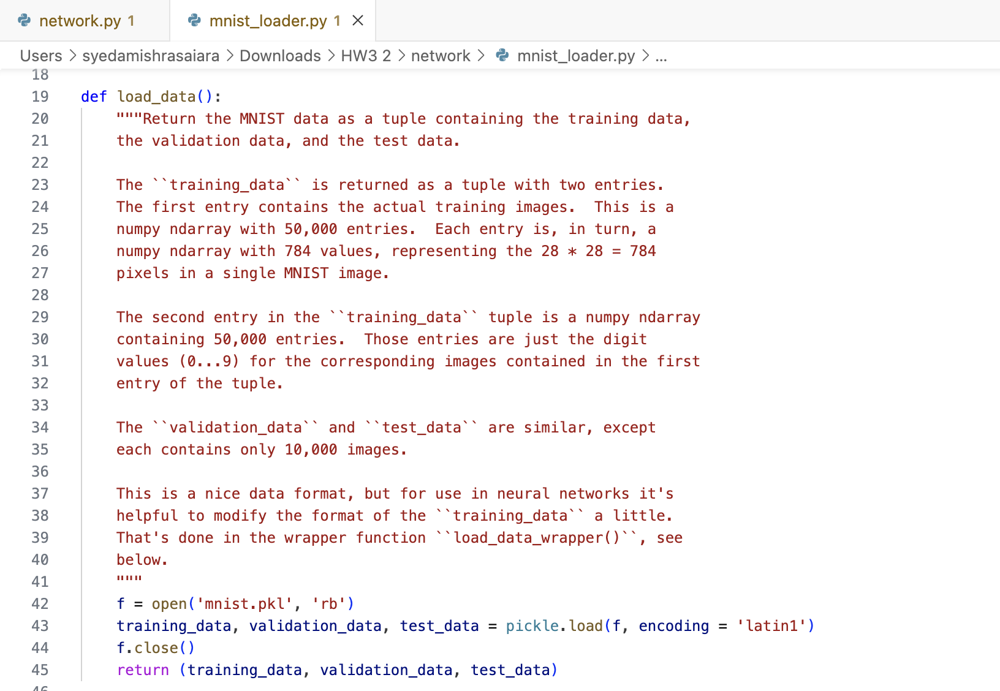 network.py 1 mnist_loader.py 1
Users > syedamishrasaiara > Downloads > HW3 2 > network > mnist_loader.py > ...
18
19 def load_data():
20 """Return the MNIST data as a tuple containing the training data,
21 the validation data, and the test data.
22
23 The ``training_data`` is returned as a tuple with two entries.
24 The first entry contains the actual training images.  This is a
25 numpy ndarray with 50,000 entries.  Each entry is, in turn, a
26 numpy ndarray with 784 values, representing the 28 * 28 = 784
27 pixels in a single MNIST image.
28
29 The second entry in the ``training_data`` tuple is a numpy ndarray
30 containing 50,000 entries.  Those entries are just the digit
31 values (0...9) for the corresponding images contained in the first
32 entry of the tuple.
33
34 The ``validation_data`` and ``test_data`` are similar, except
35 each contains only 10,000 images.
36
37 This is a nice data format, but for use in neural networks it's
38 helpful to modify the format of the ``training_data`` a little.
39 That's done in the wrapper function ``load_data_wrapper()``, see
40 below.
41 """
42 f = open('mnist.pkl', 'rb')
43 training_data, validation_data, test_data = pickle.load(f, encoding = 'latin1')
44 f.close()
45 return (training_data, validation_data, test_data)
46